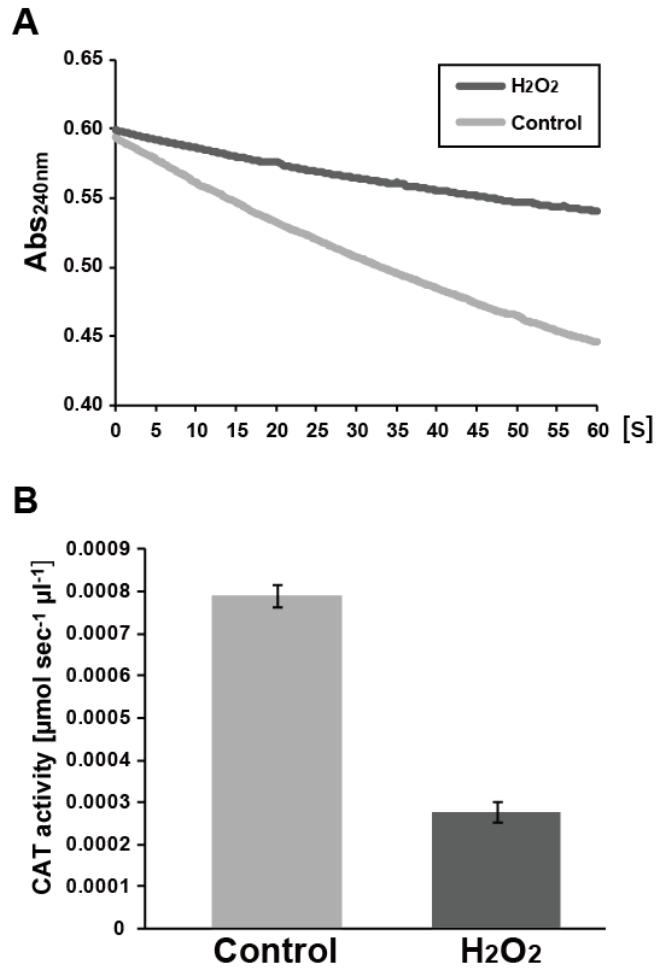 A
0.65
0.60
0.55
0.50
0.45
0.40
Abs240nm
H2O2
Control
0 5 10 15 20 25 30 35 40 45 50 55 60 [s]
B
0.0009
0.0008
0.0007
0.0006
0.0005
0.0004
0.0003
0.0002
0.0001
0
CAT activity [µmol sec-1 µl-1]
Control H2O2